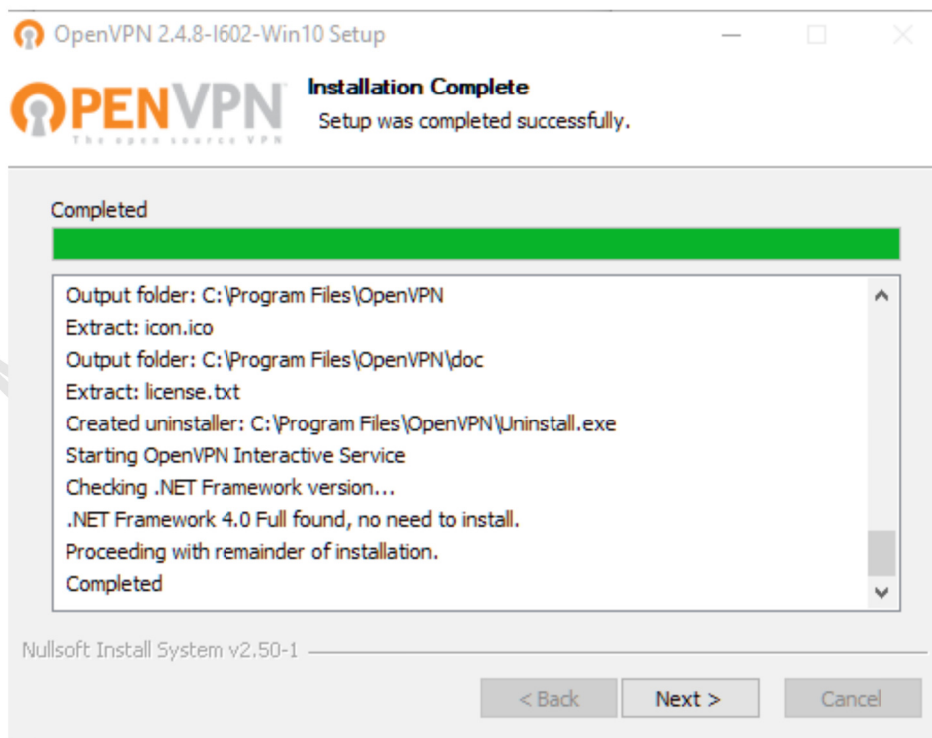 OpenVPN 2.4.8-I602-Win10 Setup
OPENVPN
The open source VPN
Installation Complete
Setup was completed successfully.
Completed
Output folder: C:\Program Files\OpenVPN
Extract: icon.ico
Output folder: C:\Program Files\OpenVPN\doc
Extract: license.txt
Created uninstaller: C:\Program Files\OpenVPN\Uninstall.exe
Starting OpenVPN Interactive Service
Checking .NET Framework version...
.NET Framework 4.0 Full found, no need to install.
Proceeding with remainder of installation.
Completed
Nullsoft Install System v2.50-1
< Back Next > Cancel